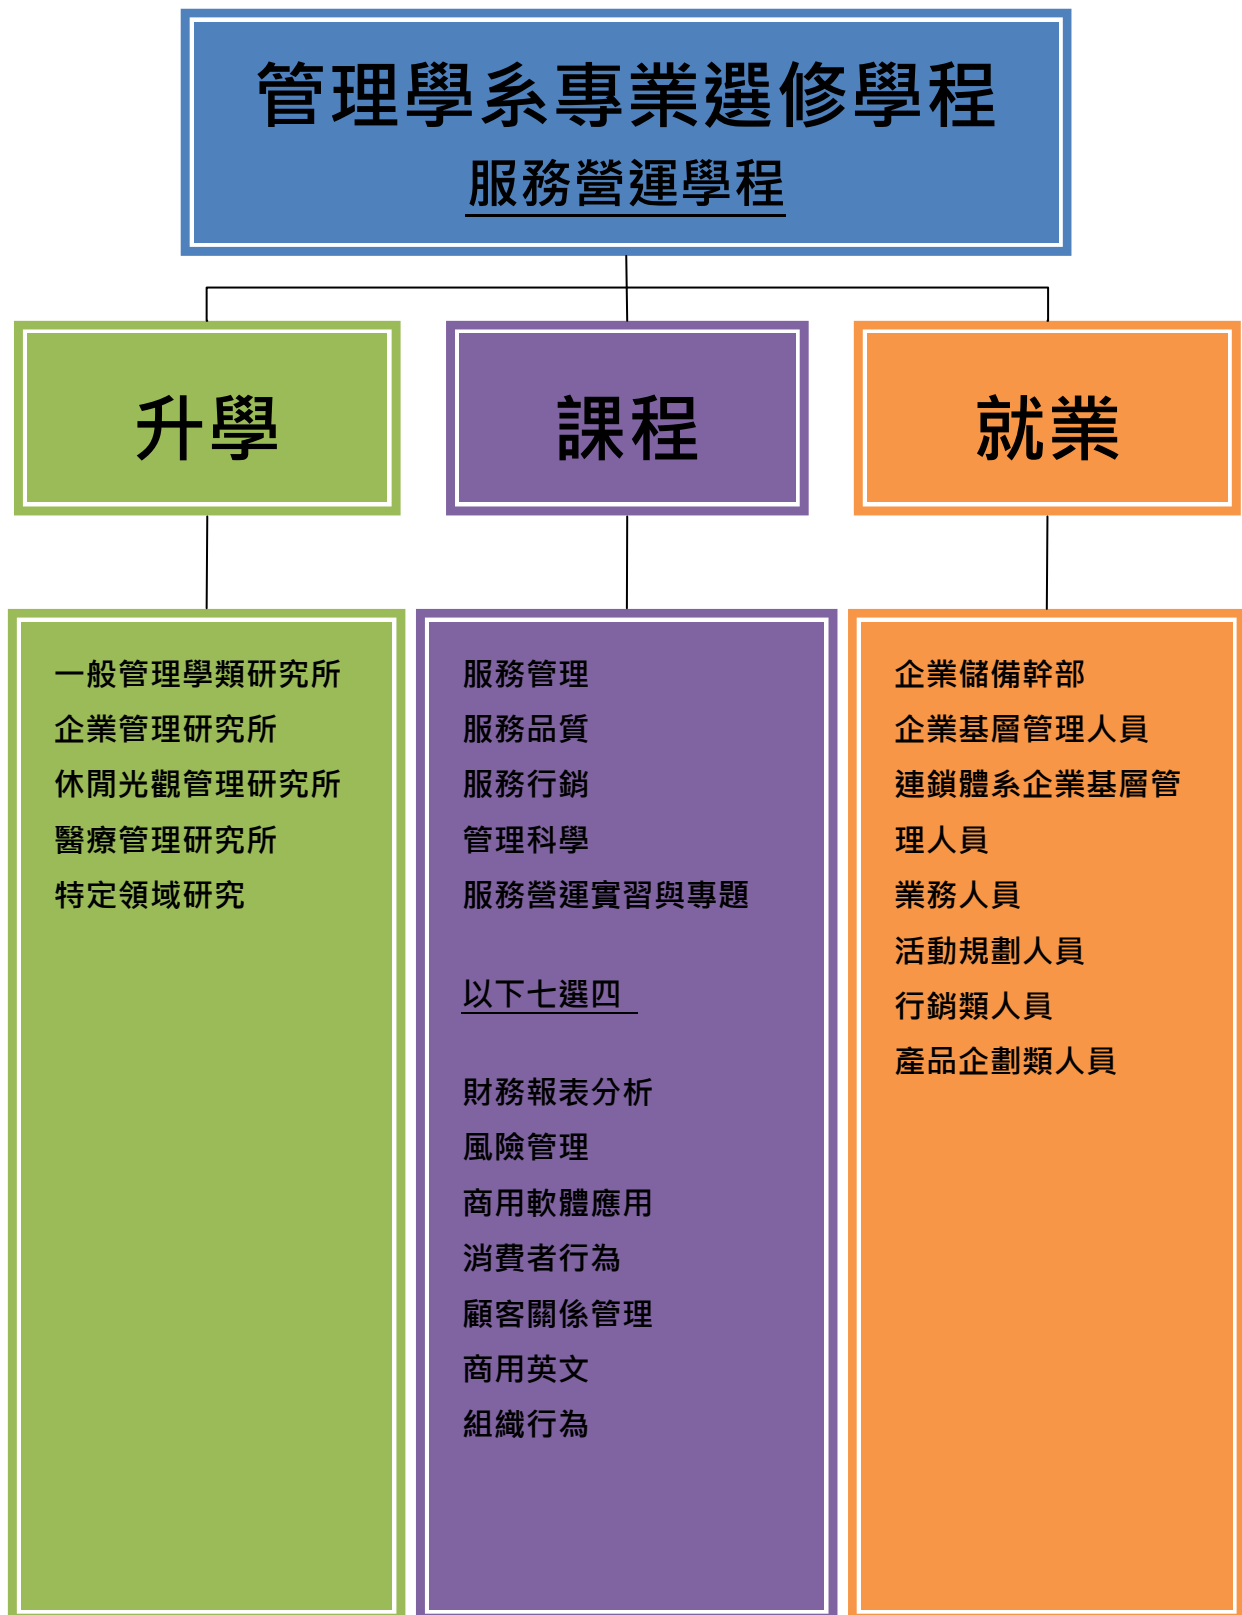 管理學系專業選修學程
服務營運學程
升學
課程
就業
一般管理學類研究所
企業管理研究所
休閒光觀管理研究所
醫療管理研究所
特定領域研究
服務管理
服務品質
服務行銷
管理科學
服務營運實習與專題
以下七選四
財務報表分析
風險管理
商用軟體應用
消費者行為
顧客關係管理
商用英文
組織行為
企業儲備幹部
企業基層管理人員
連鎖體系企業基層管
理人員
業務人員
活動規劃人員
行銷類人員
產品企劃類人員